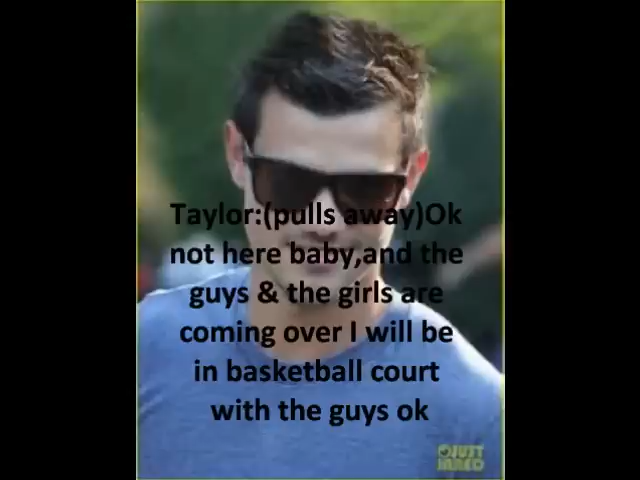 Taylor:(pulls away)Ok
not here baby,and the
guys & the girls are
coming over I will be
in basketball court
with the guys ok
JUST
JARED